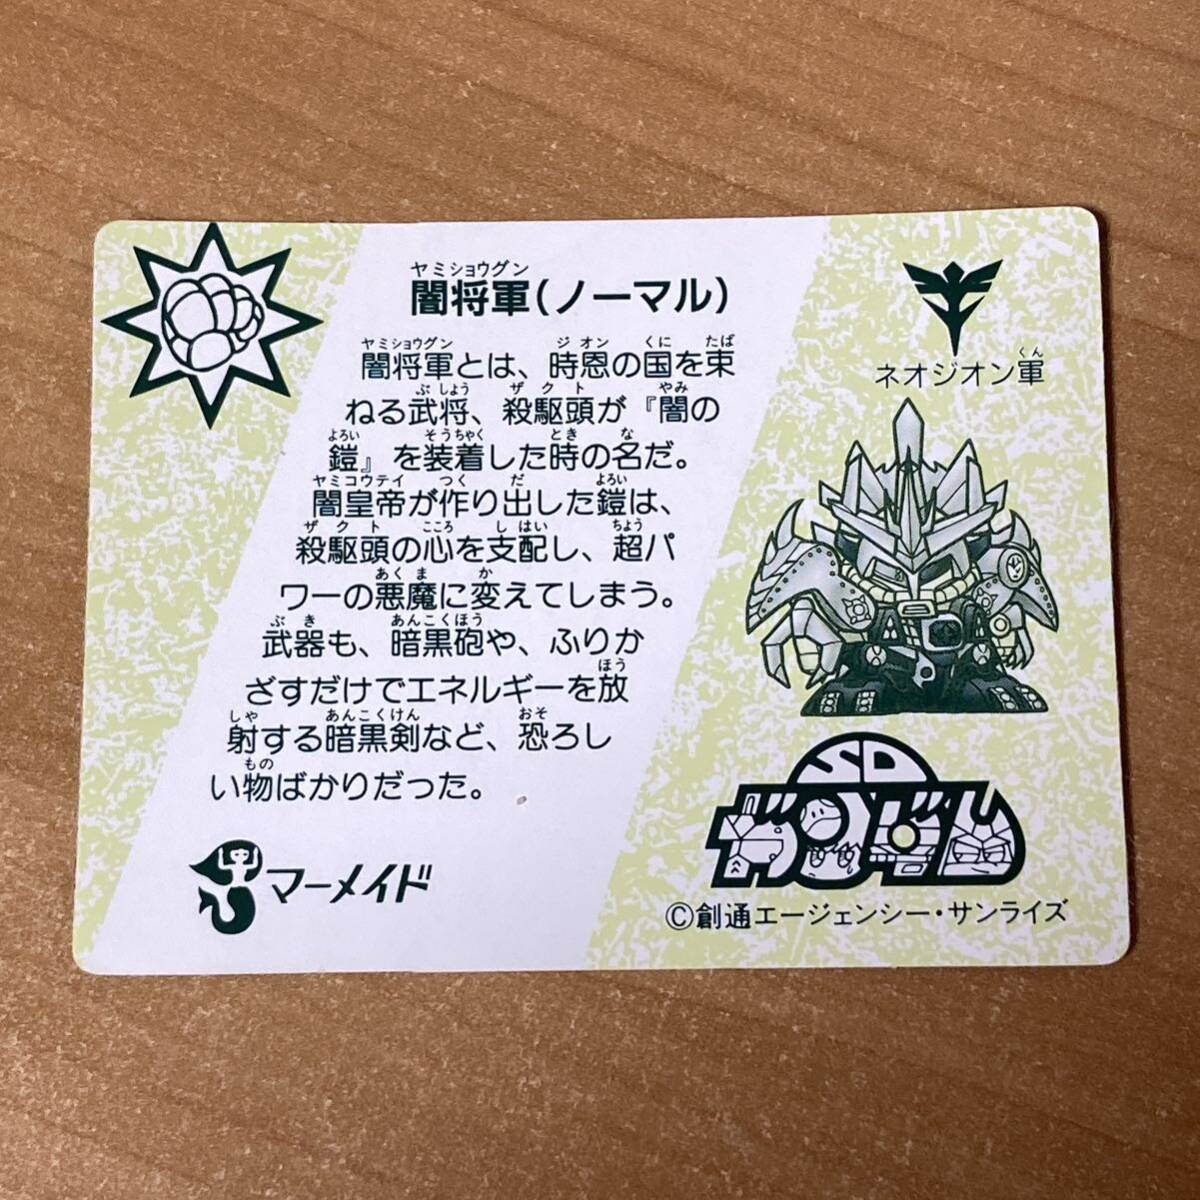 ヤミショウグン
闇将軍(ノーマル)
ヤミショウグン ジオン くに たば
闇将軍とは、時恩の国を束
ぶしょう ザクト やみ
ねる武将、殺駆頭が『闇の
よろい そうちゃく とき な
鎧』を装着した時の名だ。
ヤミコウテイ つく だ よろい
闇皇帝が作り出した鎧は、
ザクト こころ しはい ちょう
殺駆頭の心を支配し、超パ
あくま か
ワーの悪魔に変えてしまう。
ぶき あんこくほう
武器も、暗黒砲や、ふりか
ほう
ざすだけでエネルギーを放
しゃ あんこくけん おそ
射する暗黒剣など、恐ろし
もの
い物ばかりだった。
マーメイド
くん
ネオジオン軍
SD
ガンダム
©創通エージェンシー・サンライズ